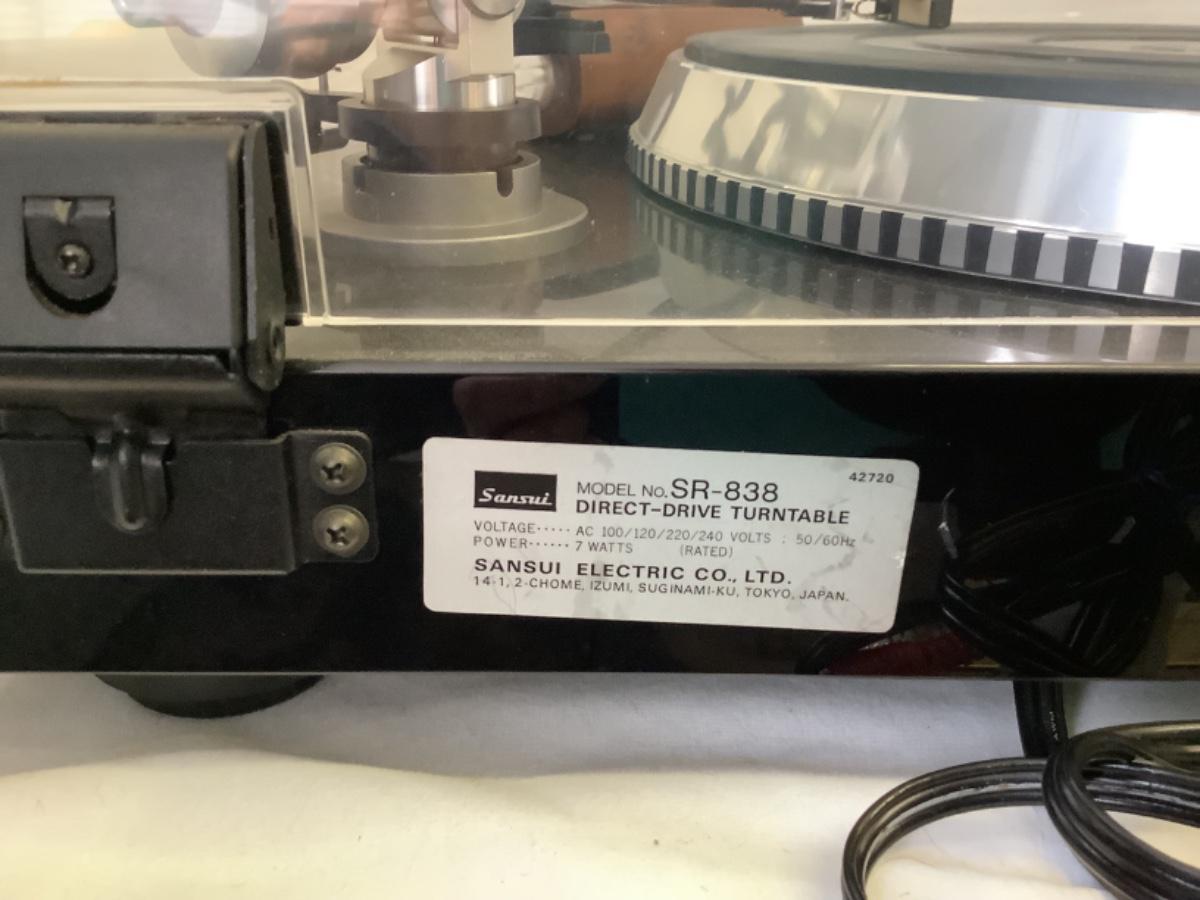 Sansui
MODEL No. SR-838
42720
DIRECT-DRIVE TURNTABLE
VOLTAGE····· AC 100/120/220/240 VOLTS : 50/60Hz
POWER······ 7 WATTS (RATED)
SANSUI ELECTRIC CO., LTD.
14-1, 2-CHOME, IZUMI, SUGINAMI-KU, TOKYO, JAPAN.